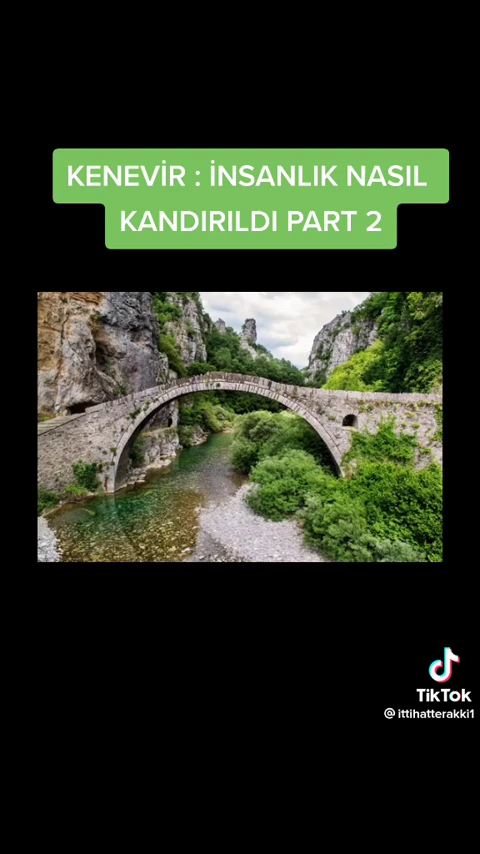 KENEVİR : İNSANLIK NASIL
KANDIRILDI PART 2
TikTok
@ ittihatterakki1